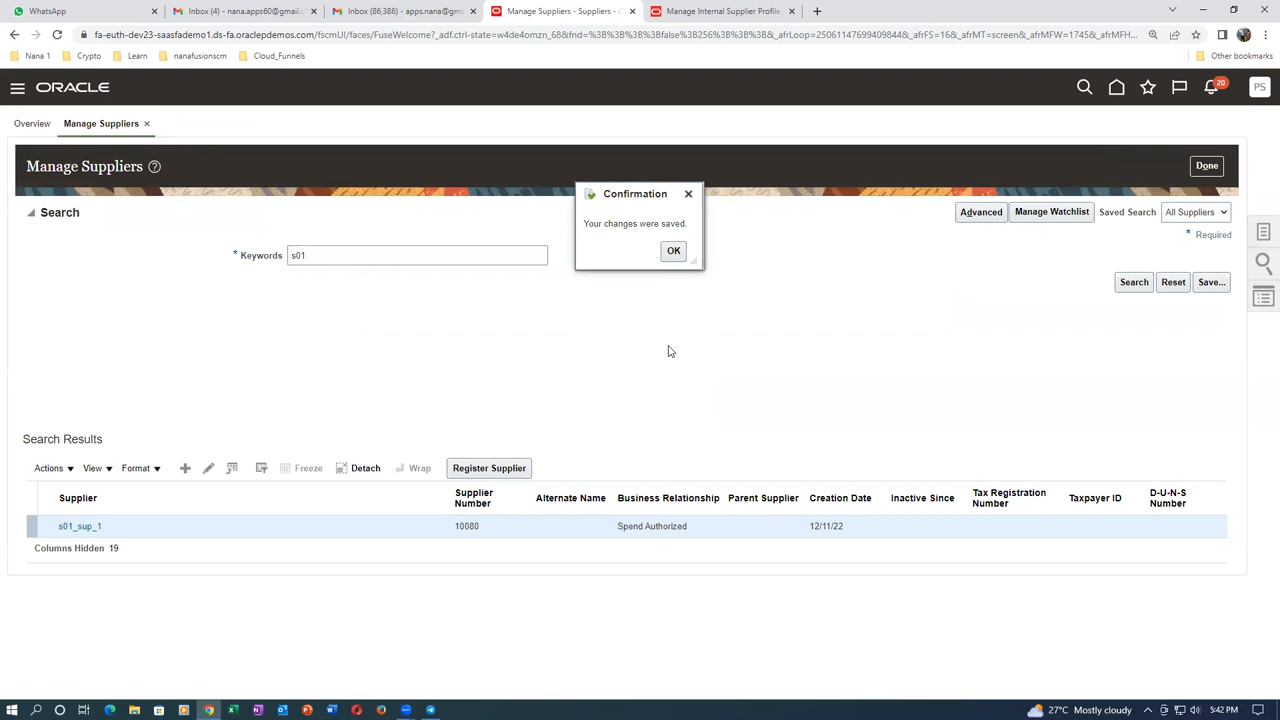 WhatsApp
Inbox (4) - nana.apps60@gmail.c
Inbox (86,386) - apps.nana@gm
Manage Suppliers - Suppliers - C
Manage Internal Supplier Profile
fa-euth-dev23-saasfademo1.ds-fa.oraclepdemos.com/fscmUI/faces/FuseWelcome?_adf.ctrl-state=w4de4omzn_68&fnd=%3B%3B%3B%3Bfalse%3B256%3B%3B%3B&_afrLoop=25061147699409844&_afrFS=16&_afrMT=screen&_afrMFW=1745&_afrMFH...
Nana 1
Crypto
Learn
nanafusionscm
Cloud_Funnels
Other bookmarks
ORACLE
20
PS
Overview
Manage Suppliers
Manage Suppliers
Done
Confirmation
Your changes were saved.
OK
Search
Advanced
Manage Watchlist
Saved Search
All Suppliers
* Required
* Keywords
s01
Search
Reset
Save...
Search Results
Actions
View
Format
Freeze
Detach
Wrap
Register Supplier
Supplier
Supplier Number
Alternate Name
Business Relationship
Parent Supplier
Creation Date
Inactive Since
Tax Registration Number
Taxpayer ID
D-U-N-S Number
s01_sup_1
10080
Spend Authorized
12/11/22
Columns Hidden 19
27°C Mostly cloudy
5:42 PM